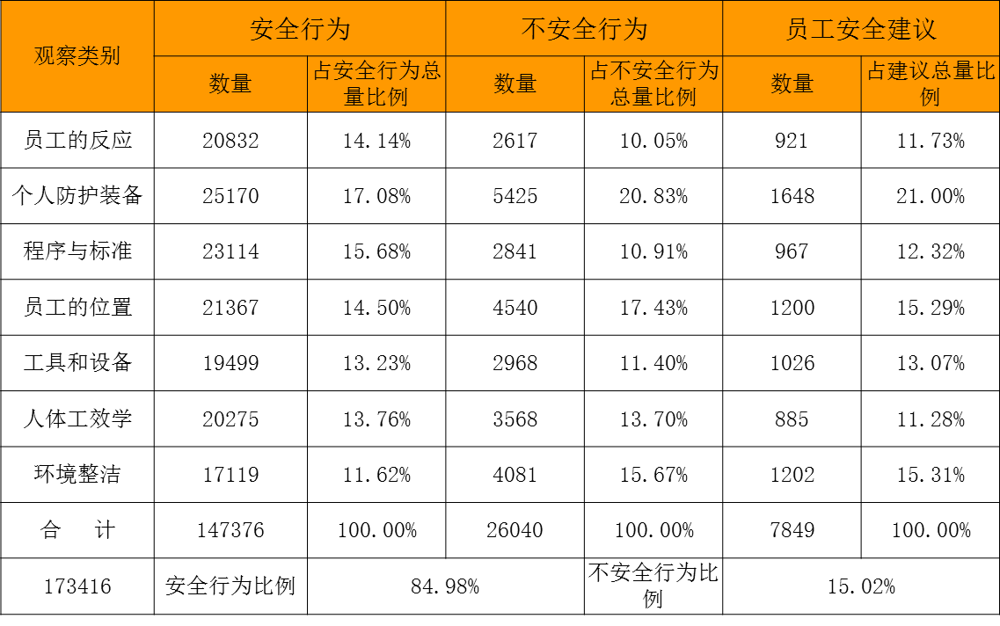 观察类别 安全行为 不安全行为 员工安全建议
数量 占安全行为总量比例 数量 占不安全行为总量比例 数量 占建议总量比例
员工的反应 20832 14.14% 2617 10.05% 921 11.73%
个人防护装备 25170 17.08% 5425 20.83% 1648 21.00%
程序与标准 23114 15.68% 2841 10.91% 967 12.32%
员工的位置 21367 14.50% 4540 17.43% 1200 15.29%
工具和设备 19499 13.23% 2968 11.40% 1026 13.07%
人体工效学 20275 13.76% 3568 13.70% 885 11.28%
环境整洁 17119 11.62% 4081 15.67% 1202 15.31%
合 计 147376 100.00% 26040 100.00% 7849 100.00%
173416 安全行为比例 84.98% 不安全行为比例 15.02%